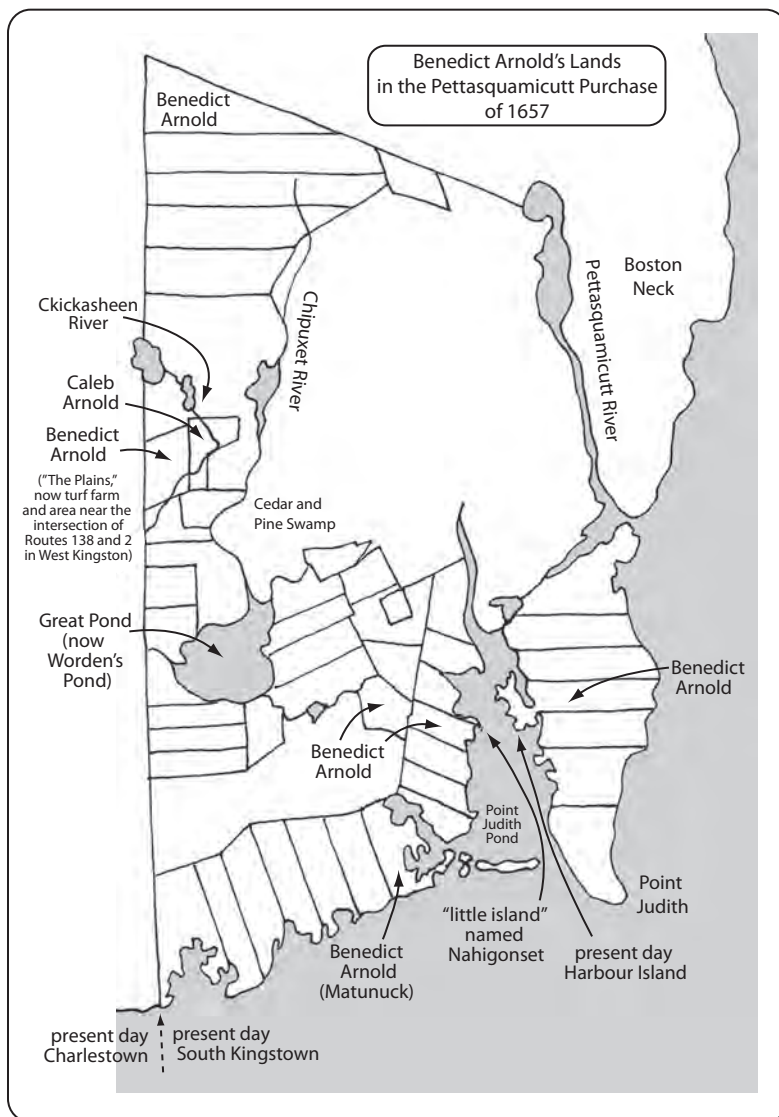 Benedict Arnold's Lands
in the Pettasquamicutt Purchase
of 1657
Benedict
Arnold
Boston
Neck
Pettasquamicutt River
Chipuxet River
Ckickasheen
River
Caleb
Arnold
Benedict
Arnold
("The Plains,"
now turf farm
and area near the
intersection of
Routes 138 and 2
in West Kingston)
Cedar and
Pine Swamp
Great Pond
(now
Worden's
Pond)
Benedict
Arnold
Benedict
Arnold
Point
Judith
Pond
Point
Judith
"little island"
named
Nahigonset
present day
Harbour Island
Benedict
Arnold
(Matunuck)
present day
Charlestown
present day
South Kingstown